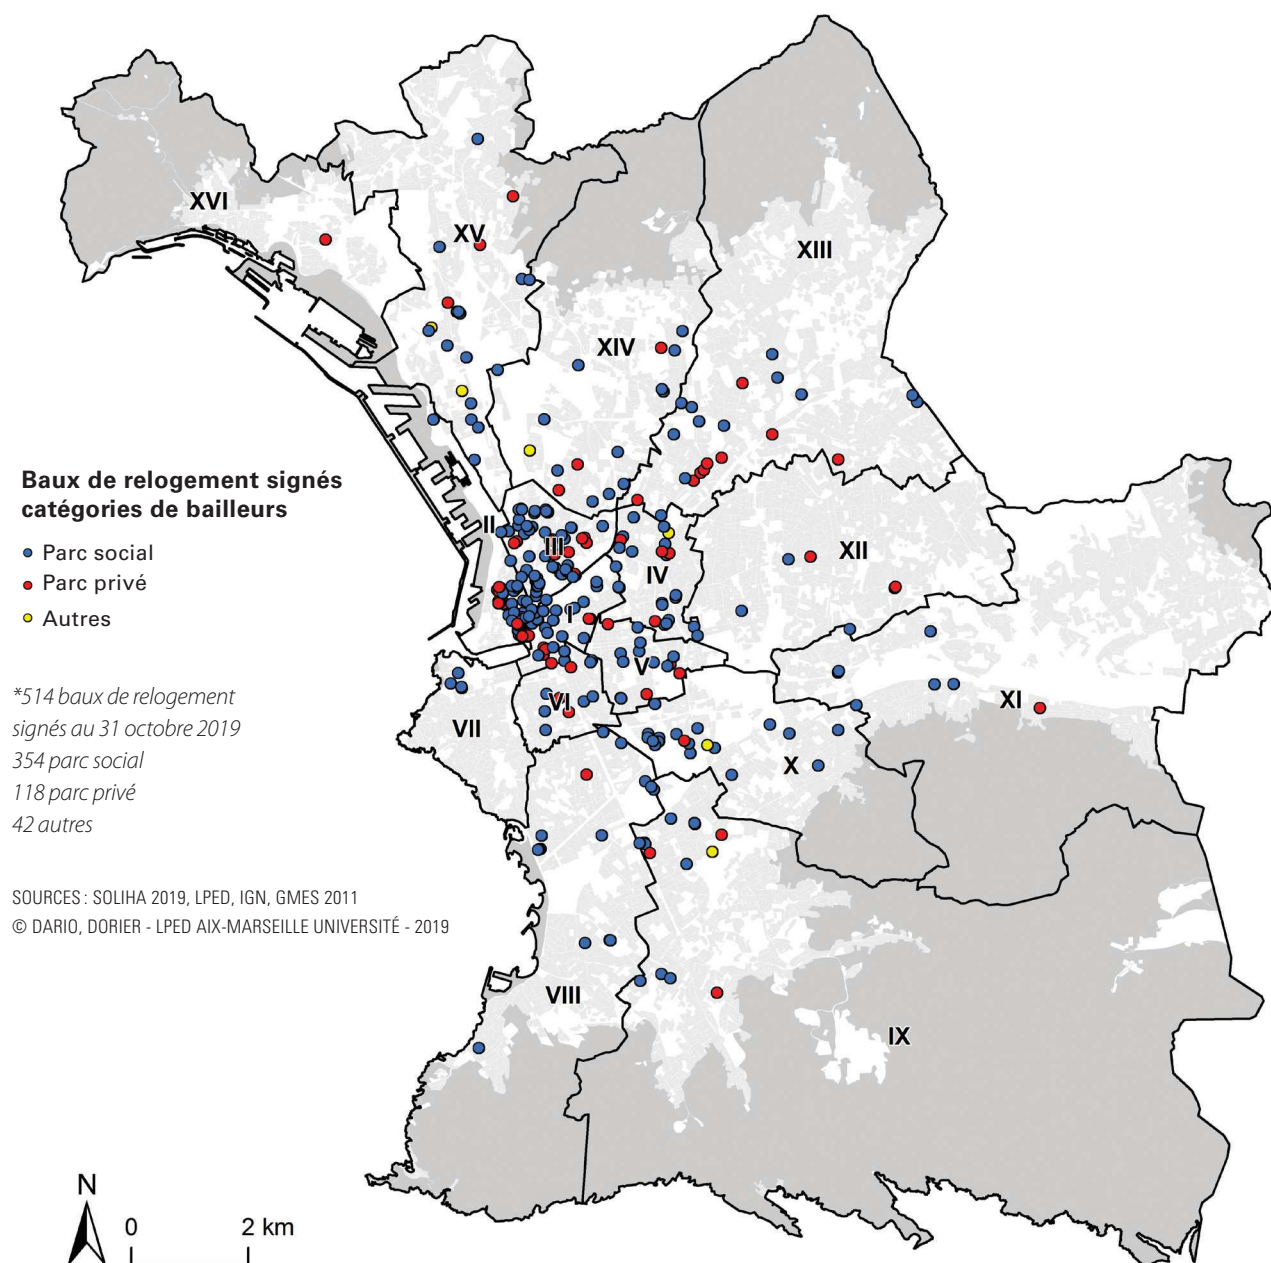 XVI
XV
XIII
XIV
Baux de relogement signés
catégories de bailleurs
Parc social
Parc privé
Autres
II
III
IV
XII
I
V
*514 baux de relogement
signés au 31 octobre 2019
354 parc social
118 parc privé
42 autres
VI
VII
XI
X
SOURCES : SOLIHA 2019, LPED, IGN, GMES 2011
© DARIO, DORIER - LPED AIX-MARSEILLE UNIVERSITÉ - 2019
VIII
IX
N
0 2 km